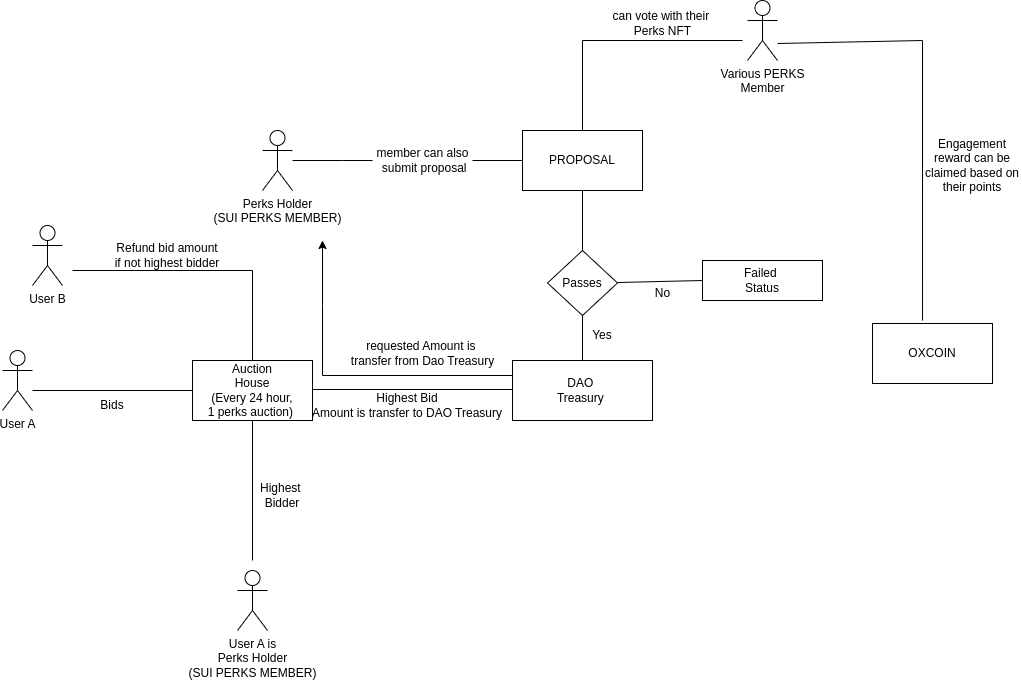 can vote with their
Perks NFT
Various PERKS
Member
member can also
submit proposal
PROPOSAL
Engagement
reward can be
claimed based on
their points
Perks Holder
(SUI PERKS MEMBER)
Refund bid amount
if not highest bidder
User B
Passes
No
Failed
Status
Yes
OXCOIN
requested Amount is
transfer from Dao Treasury
Auction
House
(Every 24 hour,
1 perks auction)
DAO
Treasury
Bids
User A
Highest Bid
Amount is transfer to DAO Treasury
Highest
Bidder
User A is
Perks Holder
(SUI PERKS MEMBER)